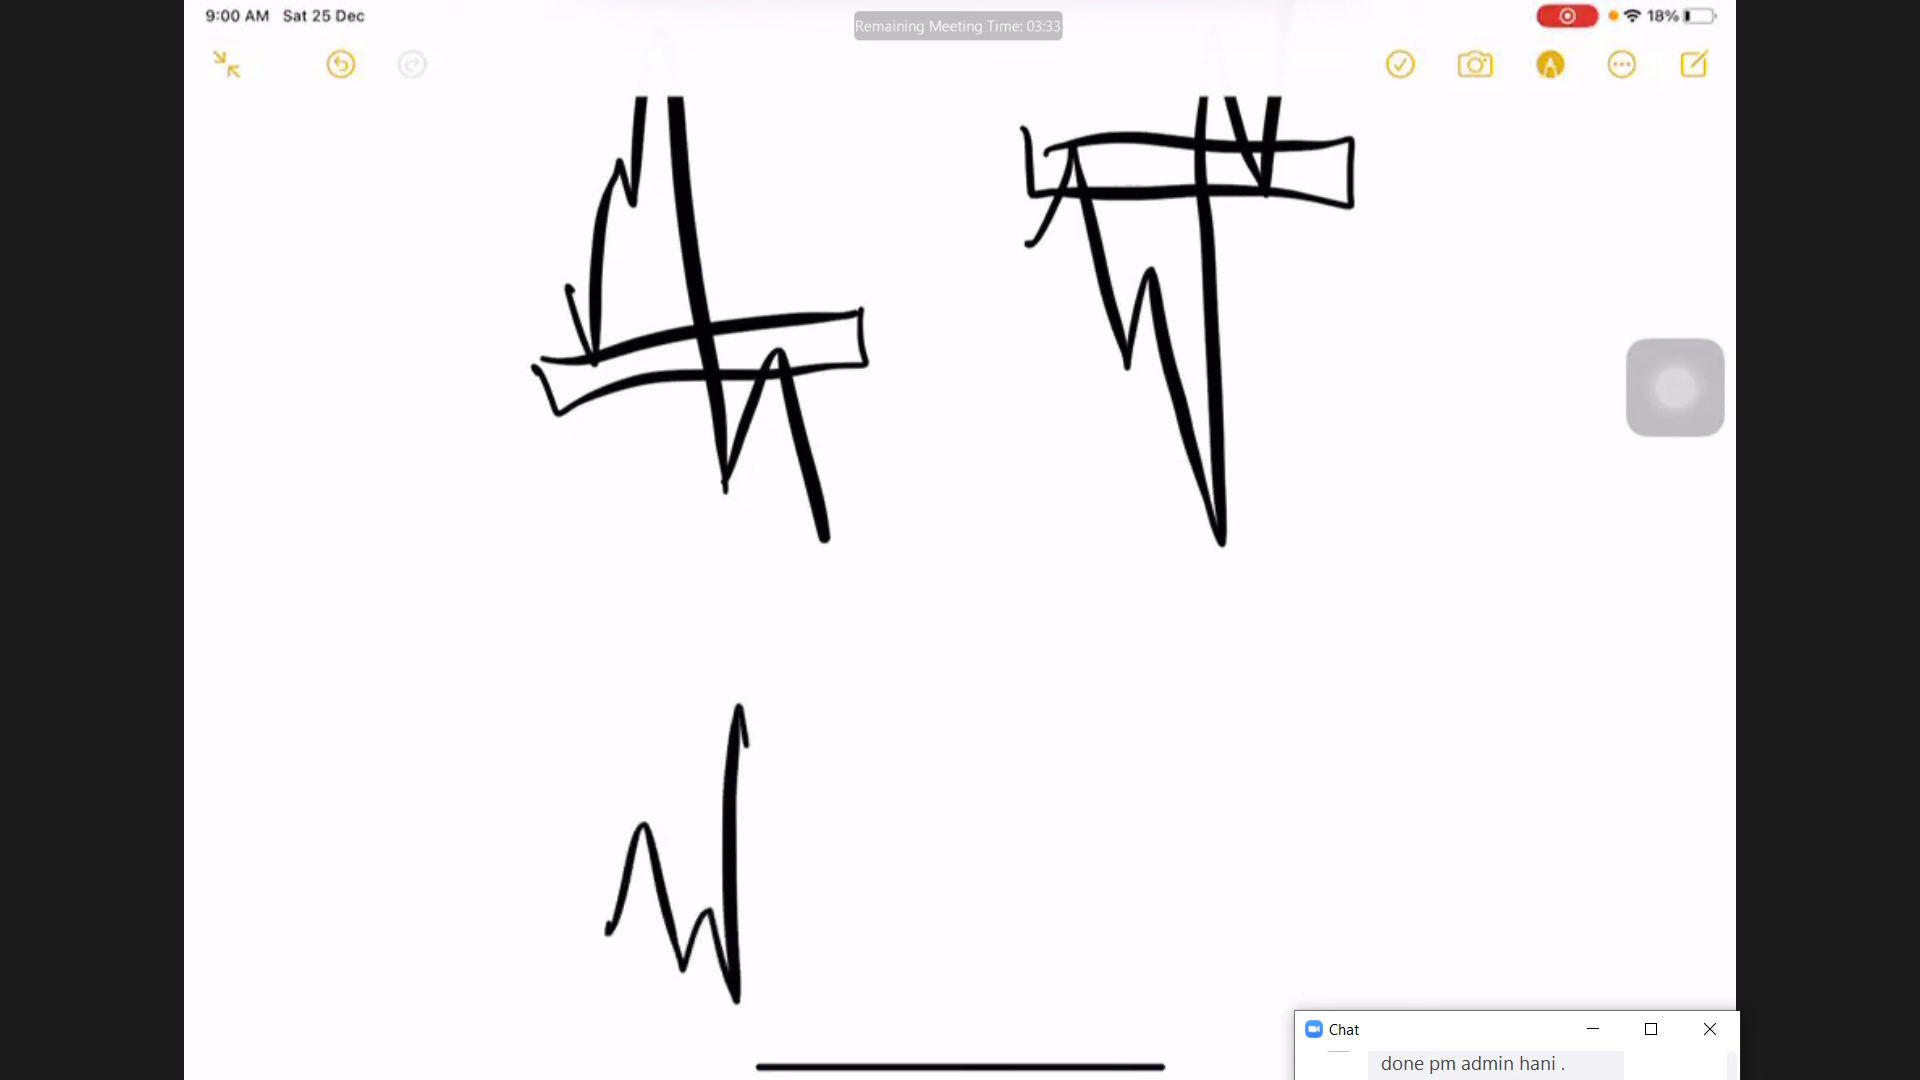 9:00 AM Sat 25 Dec
Remaining Meeting Time: 03:33
18%
Chat
done pm admin hani .